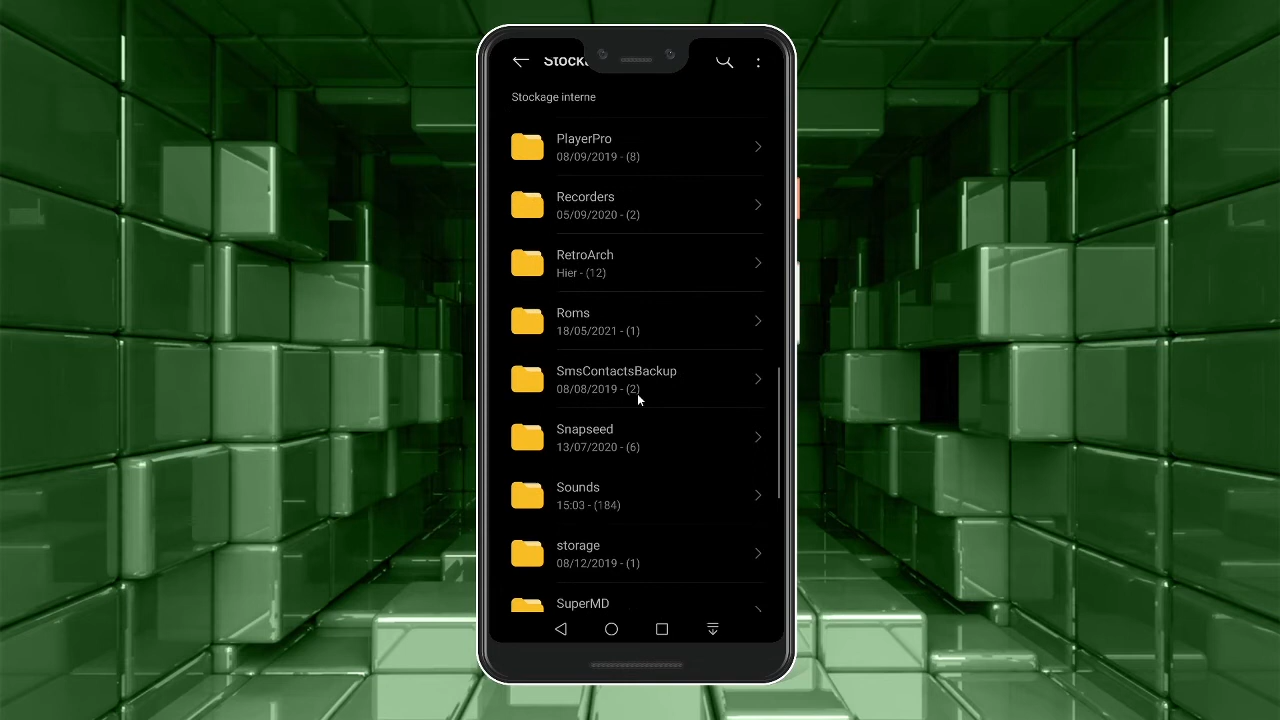 Stock
Stockage interne
PlayerPro
08/09/2019 - (8)
Recorders
05/09/2020 - (2)
RetroArch
Hier - (12)
Roms
18/05/2021 - (1)
SmsContactsBackup
08/08/2019 - (2)
Snapseed
13/07/2020 - (6)
Sounds
15:03 - (184)
storage
08/12/2019 - (1)
SuperMD